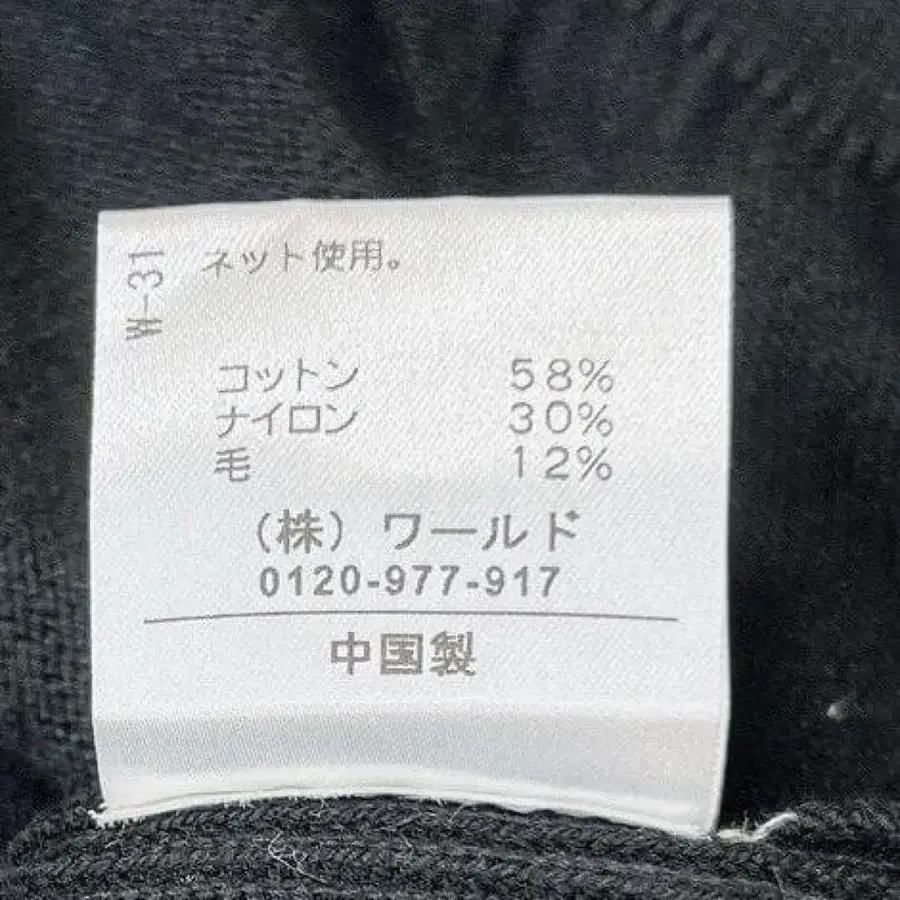 W-31
ネット使用。
コットン 58%
ナイロン 30%
毛 12%
(株) ワールド
0120-977-917
中国製